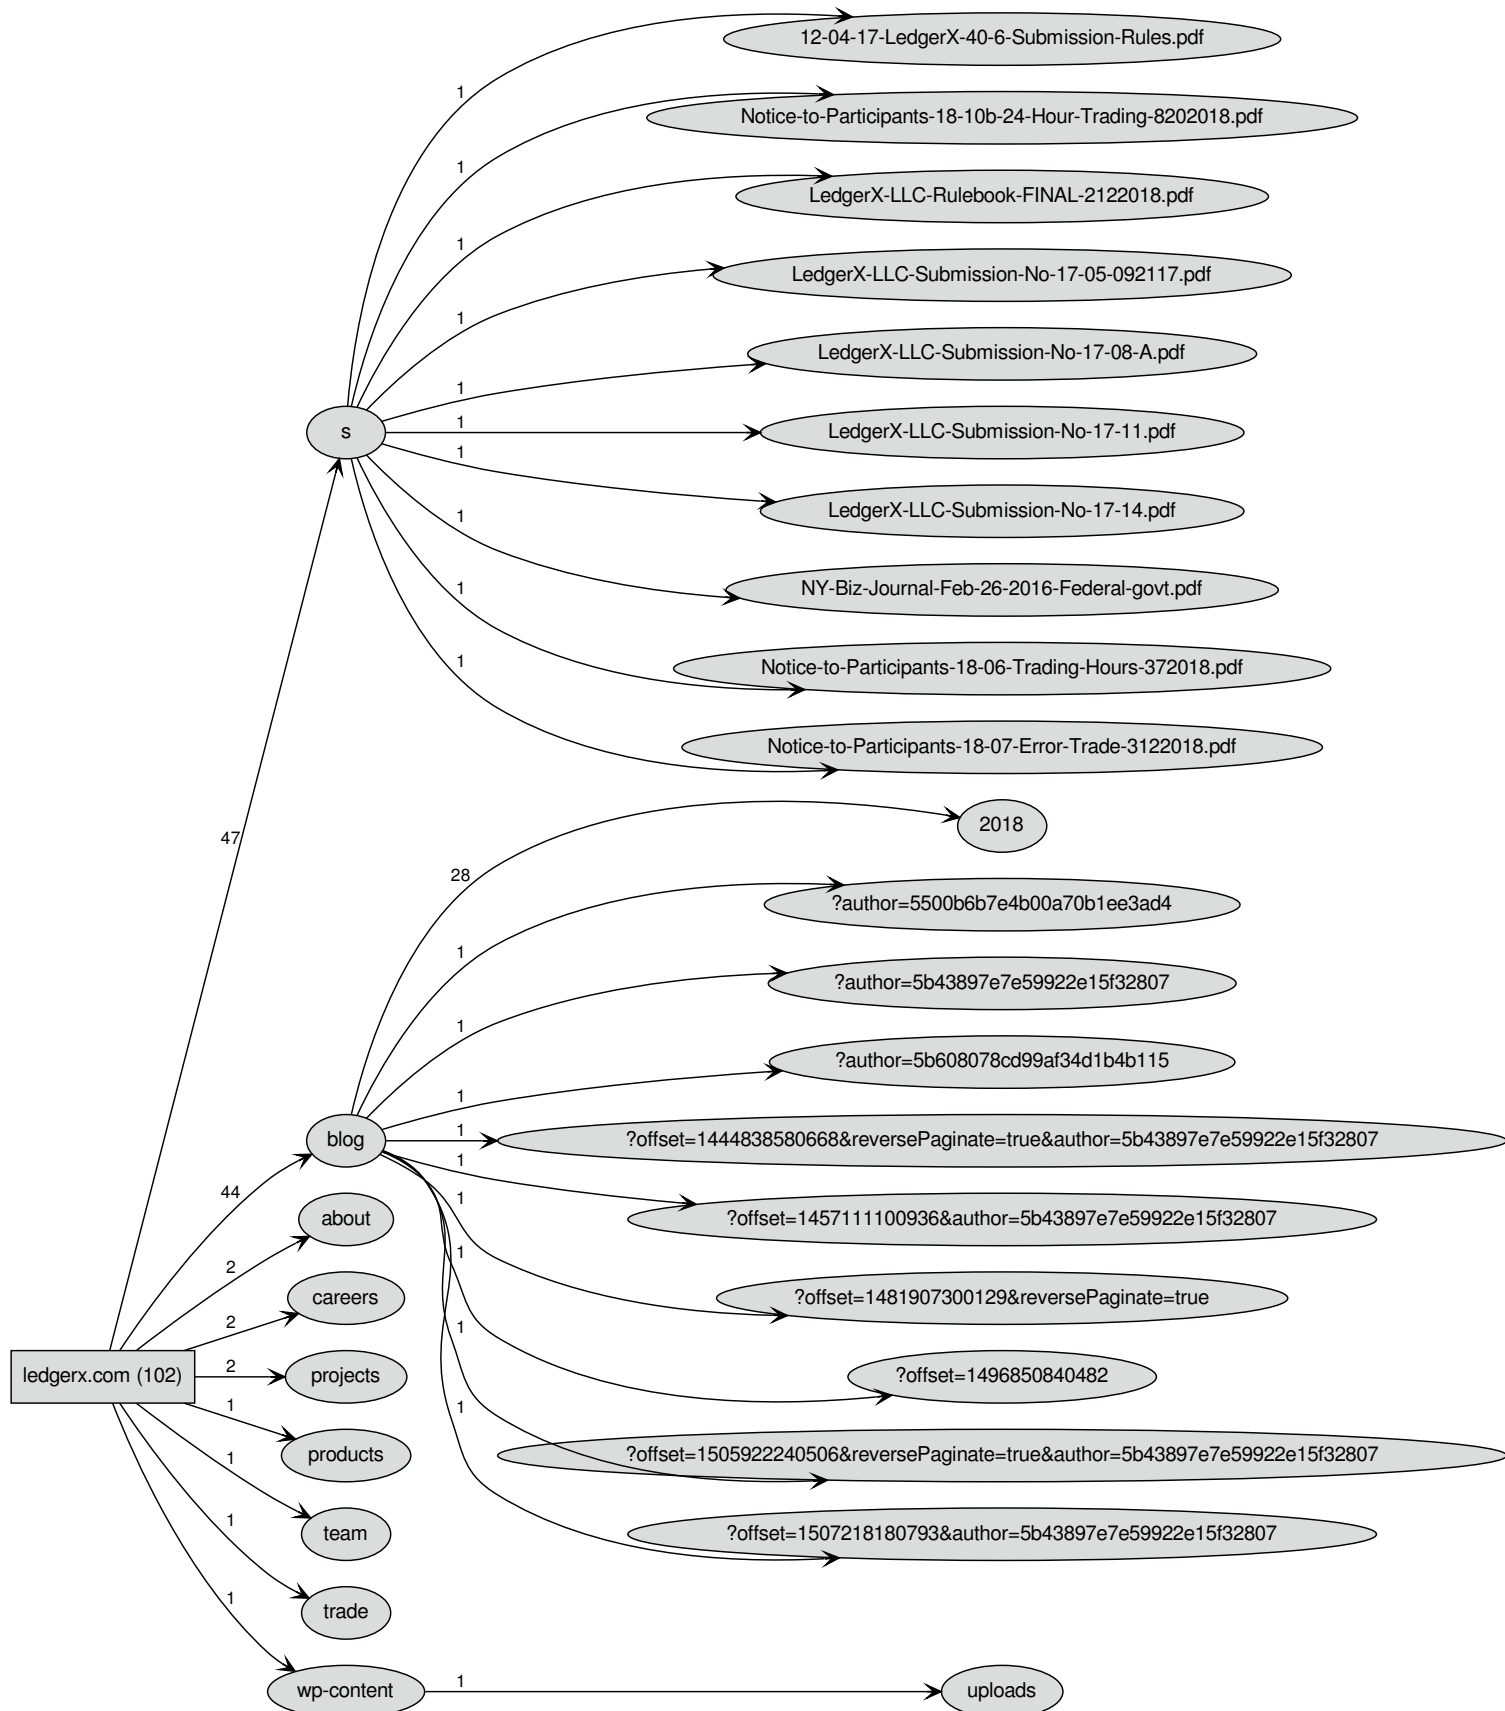 12-04-17-LedgerX-40-6-Submission-Rules.pdf
1
Notice-to-Participants-18-10b-24-Hour-Trading-8202018.pdf
1
LedgerX-LLC-Rulebook-FINAL-2122018.pdf
1
LedgerX-LLC-Submission-No-17-05-092117.pdf
1
LedgerX-LLC-Submission-No-17-08-A.pdf
1
s
1
LedgerX-LLC-Submission-No-17-11.pdf
1
LedgerX-LLC-Submission-No-17-14.pdf
1
NY-Biz-Journal-Feb-26-2016-Federal-govt.pdf
1
Notice-to-Participants-18-06-Trading-Hours-372018.pdf
1
Notice-to-Participants-18-07-Error-Trade-3122018.pdf
47
2018
28
?author=5500b6b7e4b00a70b1ee3ad4
1
?author=5b43897e7e59922e15f32807
1
?author=5b608078cd99af34d1b4b115
1
blog
1
?offset=1444838580668&reversePaginate=true&author=5b43897e7e59922e15f32807
44
1
about
?offset=1457111100936&author=5b43897e7e59922e15f32807
1
2
1
careers
?offset=1481907300129&reversePaginate=true
2
1
ledgerx.com (102)
2
projects
?offset=1496850840482
1
1
products
?offset=1505922240506&reversePaginate=true&author=5b43897e7e59922e15f32807
1
team
?offset=1507218180793&author=5b43897e7e59922e15f32807
1
trade
1
wp-content
1
uploads